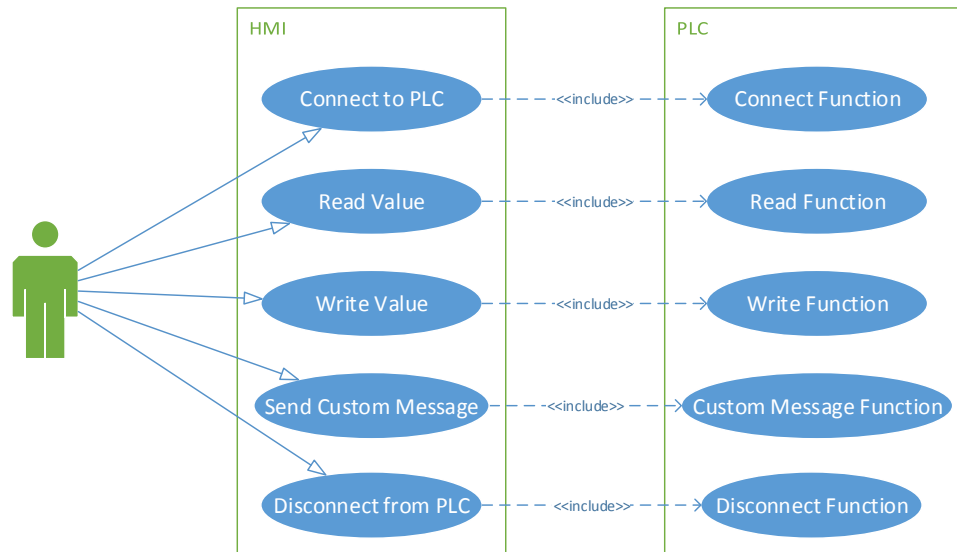 HMI
PLC
Connect to PLC
<<include>>
Connect Function
Read Value
<<include>>
Read Function
Write Value
<<include>>
Write Function
Send Custom Message
<<include>>
Custom Message Function
Disconnect from PLC
<<include>>
Disconnect Function